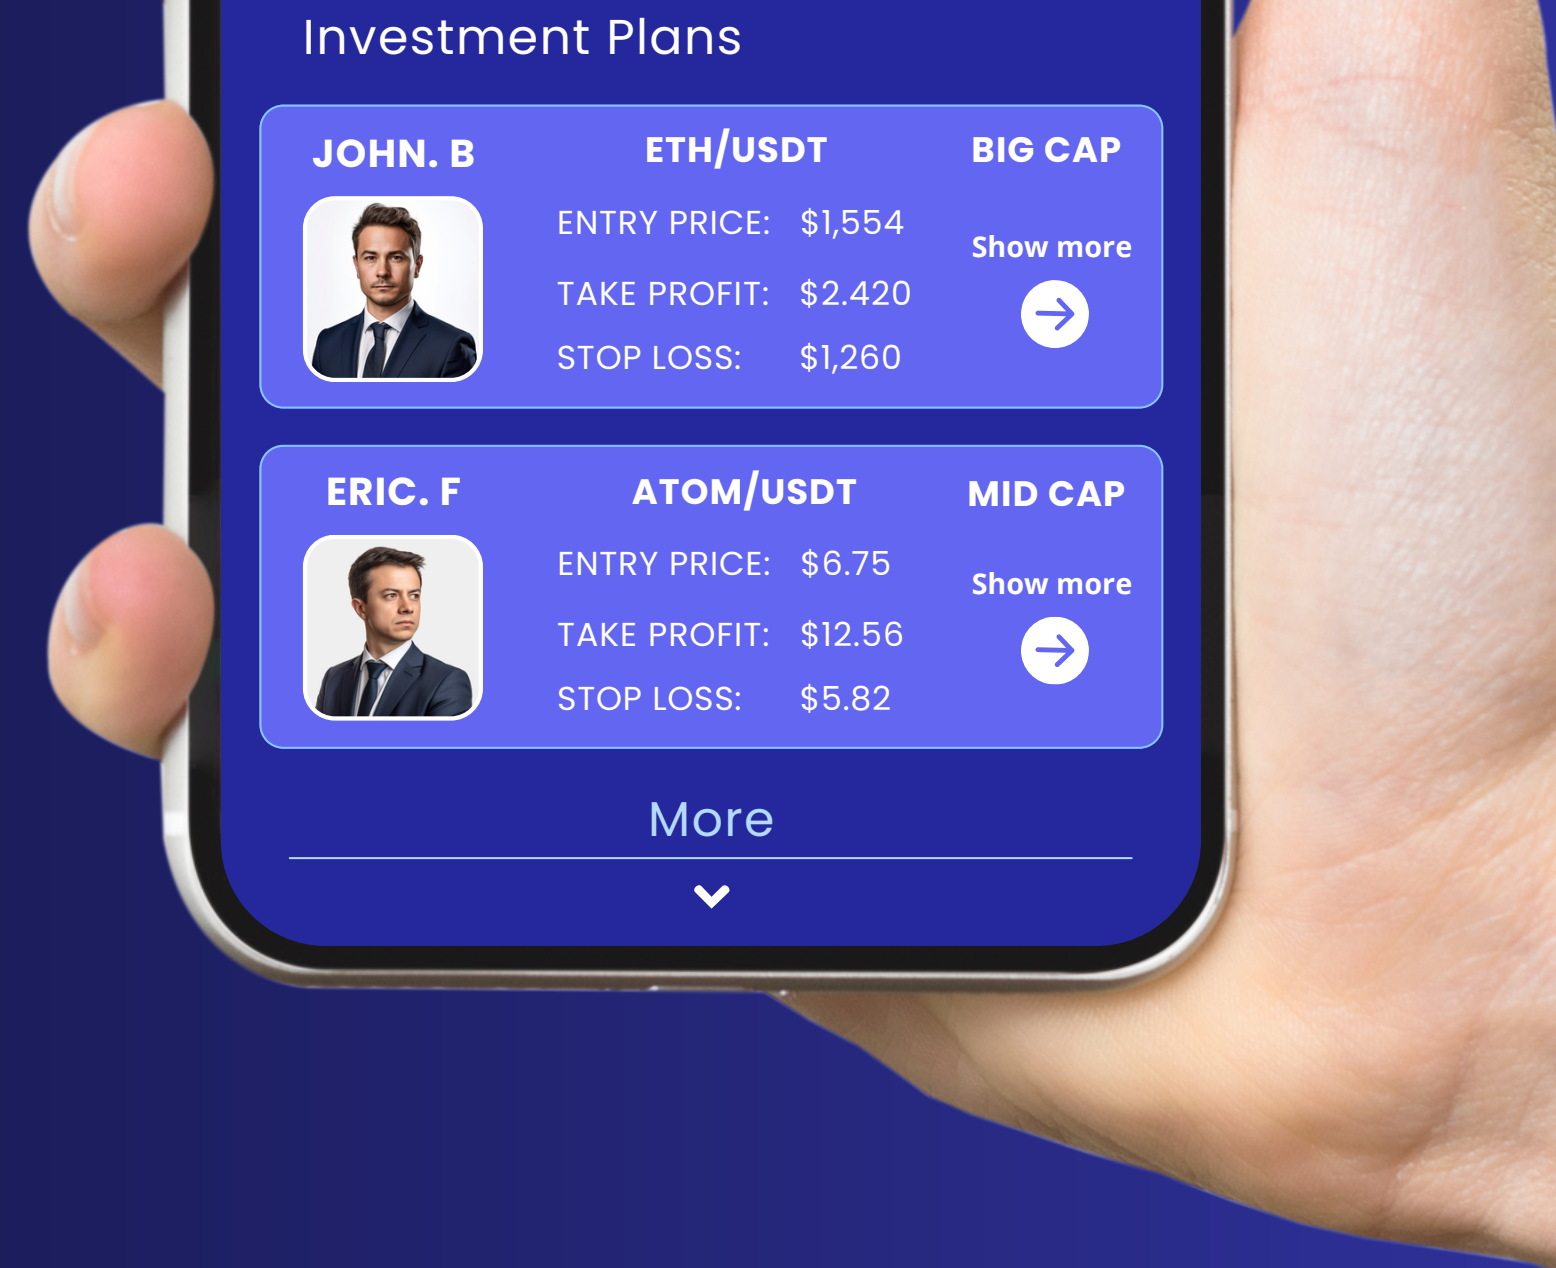 Investment Plans
JOHN. B
ETH/USDT
BIG CAP
ENTRY PRICE: $1,554
TAKE PROFIT: $2.420
STOP LOSS: $1,260
Show more
ERIC. F
ATOM/USDT
MID CAP
ENTRY PRICE: $6.75
TAKE PROFIT: $12.56
STOP LOSS: $5.82
Show more
More